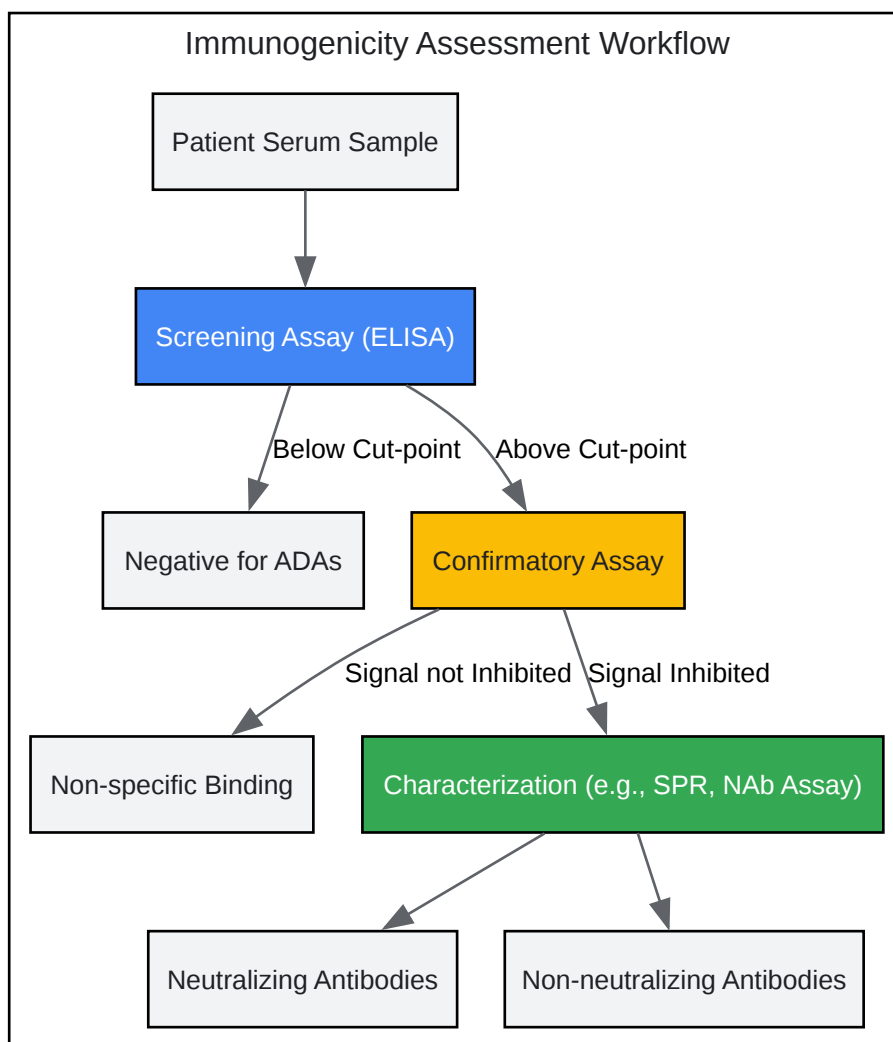 Immunogenicity Assessment Workflow
Patient Serum Sample
Screening Assay (ELISA)
Below Cut-point
Above Cut-point
Negative for ADAs
Confirmatory Assay
Signal not Inhibited
Signal Inhibited
Non-specific Binding
Characterization (e.g., SPR, NAb Assay)
Neutralizing Antibodies
Non-neutralizing Antibodies